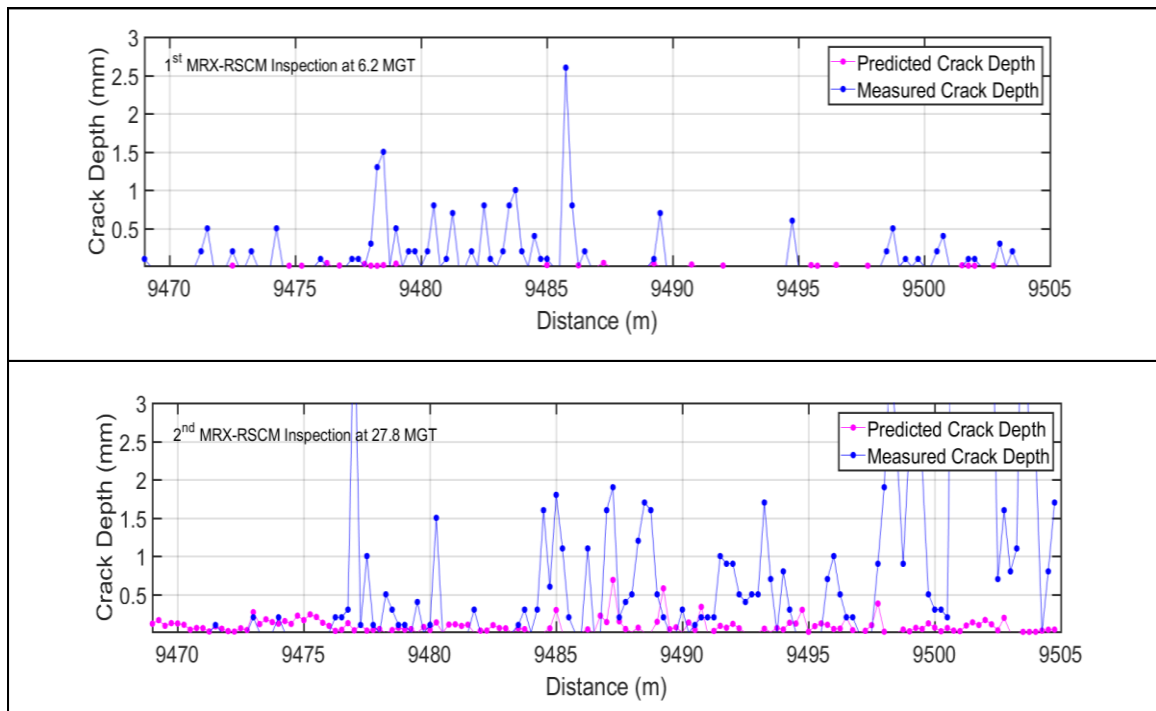 3
2.5
2
1.5
1
0.5
Crack Depth (mm)
1st MRX-RSCM Inspection at 6.2 MGT
Predicted Crack Depth
Measured Crack Depth
9470 9475 9480 9485 9490 9495 9500 9505
Distance (m)
3
2.5
2
1.5
1
0.5
Crack Depth (mm)
2nd MRX-RSCM Inspection at 27.8 MGT
Predicted Crack Depth
Measured Crack Depth
9470 9475 9480 9485 9490 9495 9500 9505
Distance (m)